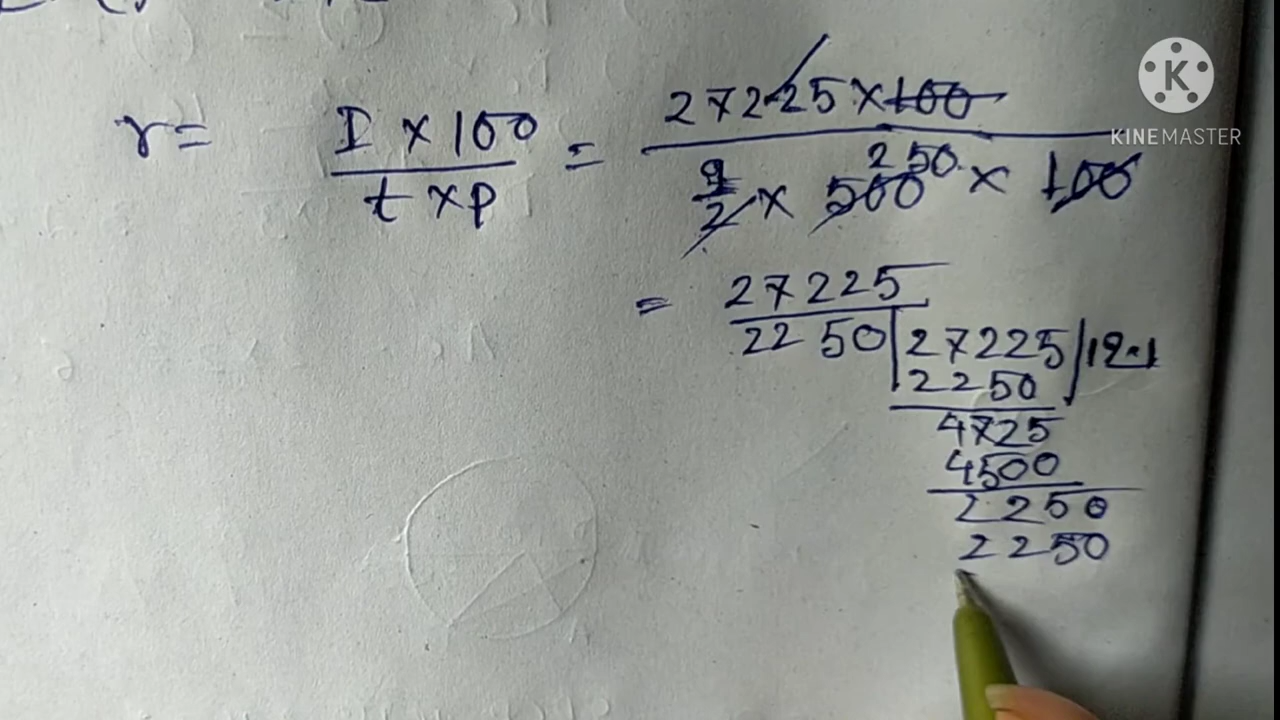 KINEMASTER
r = I × 100 / t × p = 27225 × 100 / 9/2 × 500 250 × 100
= 27225 / 2250
2250 | 27225 | 12.1
2250
4725
4500
2250
2250